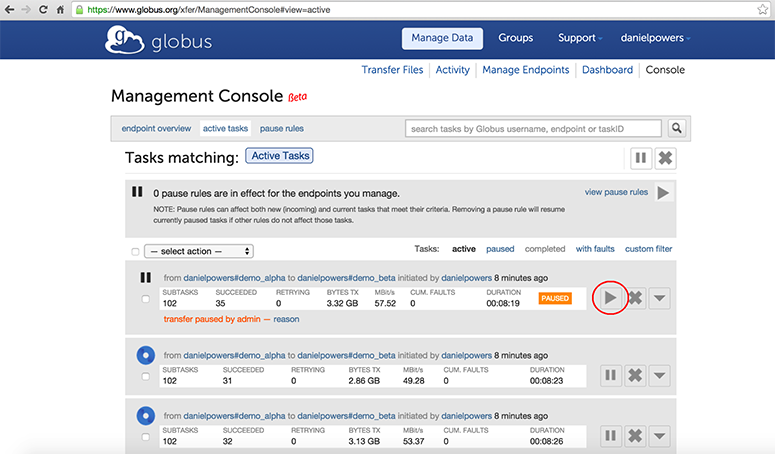 https://www.globus.org/xfer/ManagementConsole#view=active
g globus
Manage Data Groups Support danielpowers
Transfer Files Activity Manage Endpoints Dashboard Console
Management Console Beta
endpoint overview active tasks pause rules search tasks by Globus username, endpoint or taskID
Tasks matching: Active Tasks
0 pause rules are in effect for the endpoints you manage. view pause rules
NOTE: Pause rules can affect both new (incoming) and current tasks that meet their criteria. Removing a pause rule will resume
currently paused tasks if other rules do not affect those tasks.
— select action — Tasks: active paused completed with faults custom filter
from danielpowers#demo_alpha to danielpowers#demo_beta initiated by danielpowers 8 minutes ago
SUBTASKS SUCCEEDED RETRYING BYTES TX MBit/s CUM. FAULTS DURATION
102 35 0 3.32 GB 57.52 0 00:08:19 PAUSED
transfer paused by admin — reason
from danielpowers#demo_alpha to danielpowers#demo_beta initiated by danielpowers 8 minutes ago
SUBTASKS SUCCEEDED RETRYING BYTES TX MBit/s CUM. FAULTS DURATION
102 31 0 2.86 GB 49.28 0 00:08:23
from danielpowers#demo_alpha to danielpowers#demo_beta initiated by danielpowers 8 minutes ago
SUBTASKS SUCCEEDED RETRYING BYTES TX MBit/s CUM. FAULTS DURATION
102 32 0 3.13 GB 53.37 0 00:08:26